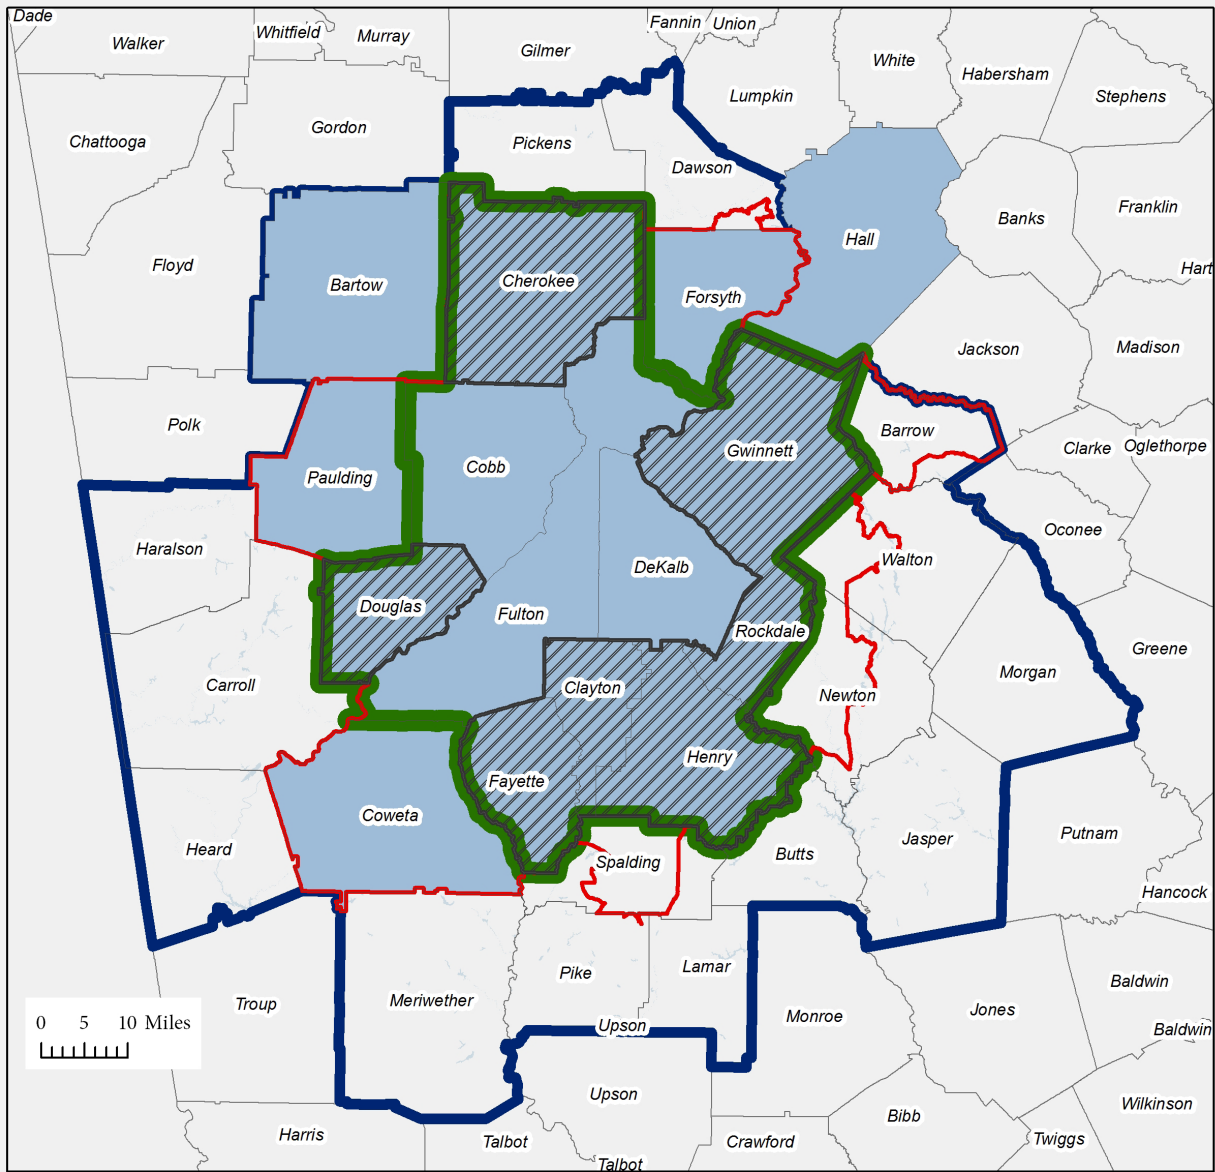 Dade
Fannin
Union
Whitfield
Murray
Walker
Gilmer
White
Habersham
Lumpkin
Stephens
Gordon
Chattooga
Pickens
Dawson
Franklin
Banks
Hall
Floyd
Hart
Cherokee
Bartow
Forsyth
Jackson
Madison
Polk
Barrow
Clarke
Oglethorpe
Gwinnett
Cobb
Paulding
Oconee
Haralson
Walton
DeKalb
Douglas
Fulton
Rockdale
Greene
Morgan
Carroll
Clayton
Newton
Henry
Fayette
Coweta
Putnam
Jasper
Heard
Butts
Spalding
Hancock
Lamar
Pike
Baldwin
Meriwether
Troup
Jones
Monroe
0 5 10 Miles
Upson
Baldwin
Upson
Wilkinson
Bibb
Harris
Talbot
Crawford
Twiggs
Talbot